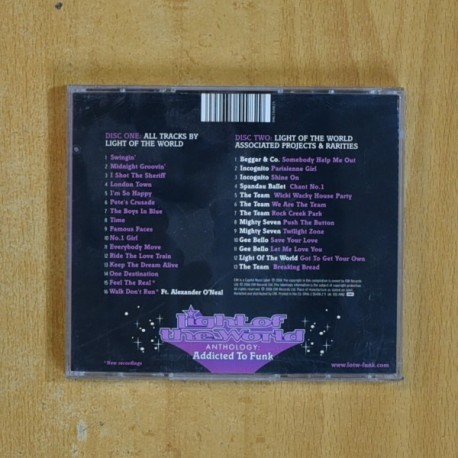 DISC ONE: ALL TRACKS BY
LIGHT OF THE WORLD
1 Swingin'
2 Midnight Groovin'
3 I Shot The Sheriff
4 London Town
5 I'm So Happy
6 Pete's Crusade
7 The Boys In Blue
8 Time
9 Famous Faces
10 No.1 Girl
11 Everybody Move
12 Ride The Love Train
13 Keep The Dream Alive
14 One Destination
15 Feel The Real*
16 Walk Don't Run* Ft. Alexander O'Neal
DISC TWO: LIGHT OF THE WORLD
ASSOCIATED PROJECTS & RARITIES
1 Beggar & Co. Somebody Help Me Out
2 Incognito Parisienne Girl
3 Incognito Shine On
4 Spandau Ballet Chant No.1
5 The Team Wicki Wacky House Party
6 The Team We Are The Team
7 The Team Rock Creek Park
8 Mighty Seven Push The Button
9 Mighty Seven Twilight Zone
10 Gee Bello Save Your Love
11 Gee Bello Let Me Love You
12 Light Of The World Got To Get Your Own
13 The Team Breaking Bread
light of
the world
ANTHOLOGY:
Addicted To Funk
*New recordings
www.lotw-funk.com